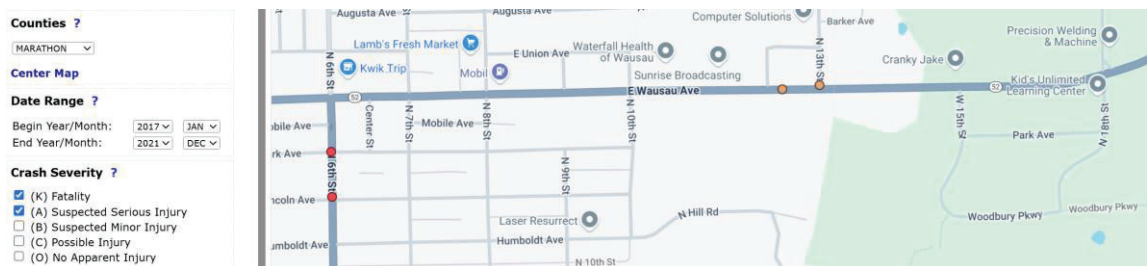 Counties ?
MARATHON
Center Map
Date Range ?
Begin Year/Month: 2017 JAN
End Year/Month: 2021 DEC
Crash Severity ?
(K) Fatality
(A) Suspected Serious Injury
(B) Suspected Minor Injury
(C) Possible Injury
(O) No Apparent Injury
Augusta Ave
Augusta Ave
Computer Solutions
Barker Ave
Lamb's Fresh Market
E Union Ave
Waterfall Health
of Wausau
Precision Welding
& Machine
N 6th St
Kwik Trip
Mobil
Sunrise Broadcasting
N 13th St
Cranky Jake
Kid's Unlimited
Learning Center
52
E Wausau Ave
52
obile Ave
Center St
N 7th St
Mobile Ave
N 8th St
N 10th St
W 15th St
N 18th St
Park Ave
rk Ave
N 6th St
N 9th St
ncoln Ave
Laser Resurrect
N Hill Rd
Woodbury Pkwy
Woodbury Pkwy
umboldt Ave
Humboldt Ave
N 10th St